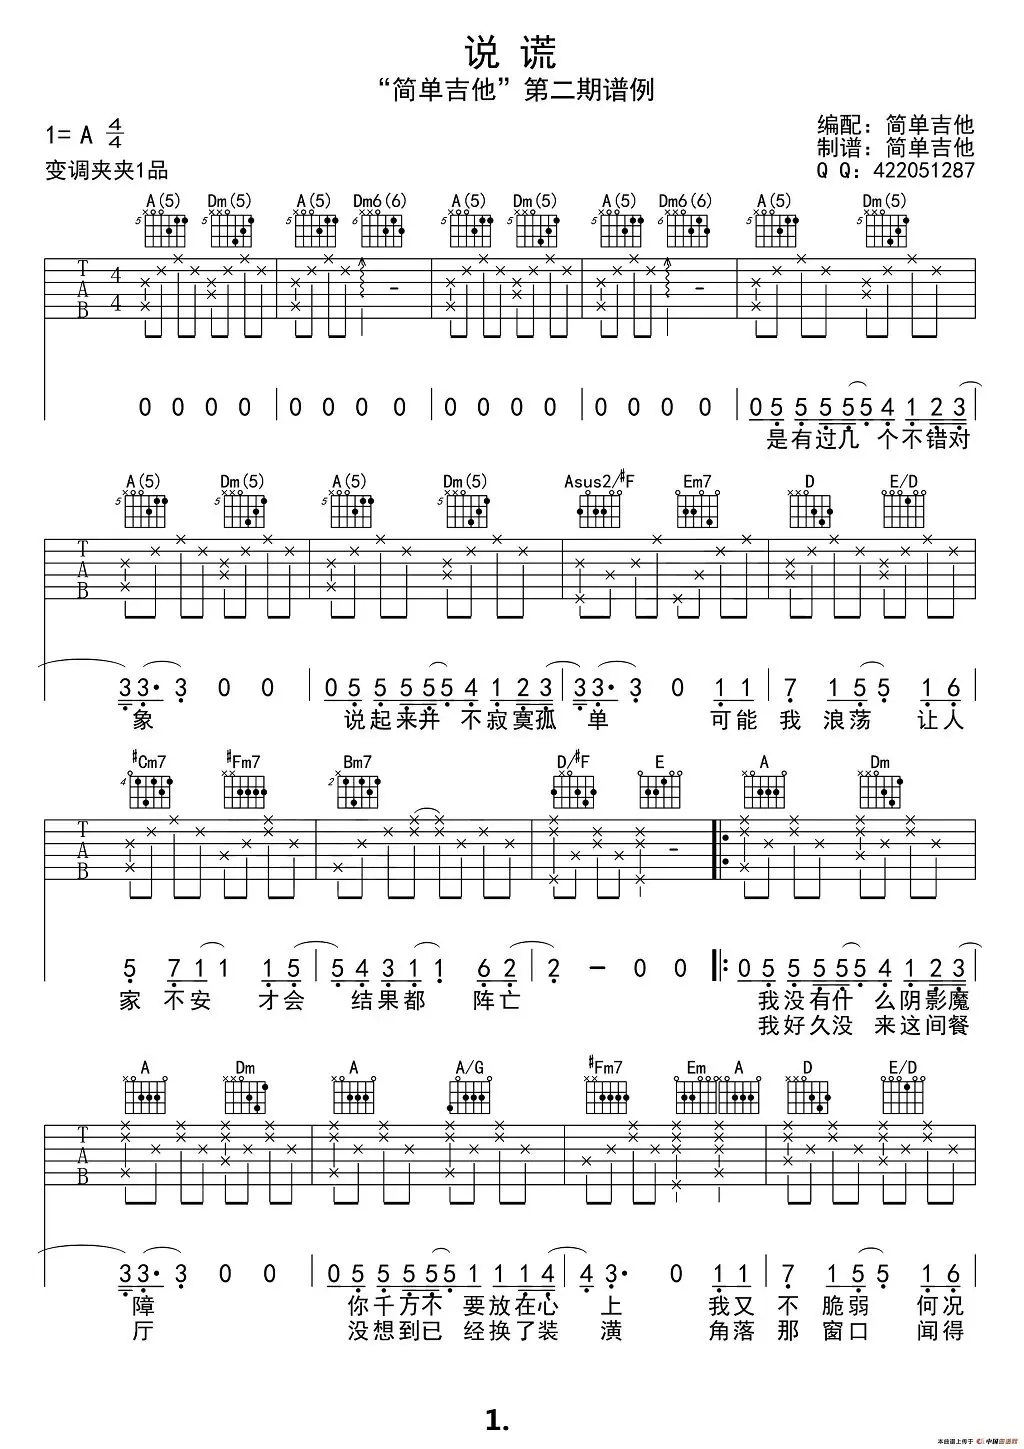 说 谎
“简单吉他”第二期谱例
1= A 4/4
编配：简单吉他
制谱：简单吉他
变调夹夹1品
Q Q：422051287
A(5) Dm(5) A(5) Dm6(6) A(5) Dm(5) A(5) Dm6(6) A(5) Dm(5)
T A B 4 4
0 0 0 0 0 0 0 0 0 0 0 0 0 0 0 0 0 5 5 5 5 5 4 1 2 3
是有过几 个不错对
A(5) Dm(5) A(5) Dm(5) Asus2/#F Em7 D E/D
T A B
3 3· 3 0 0 0 5 5 5 5 5 4 1 2 3 3 3· 3 0 1 1 7 1 5 5 1 6
象 说起来并 不寂寞孤 单 可能 我 浪荡 让人
#Cm7 #Fm7 Bm7 D/#F E A Dm
T A B
5 7 1 1 1 5 5 4 3 1 1 6 2 2 — 0 0 0 5 5 5 5 5 4 1 2 3
家 不安 才会 结果都 阵亡 我没有什 么阴影魔
我好久没 来这间餐
A Dm A A/G #Fm7 Em A D E/D
T A B
3 3· 3 0 0 0 5 5 5 5 5 1 1 1 4 4 3· 0 1 1 1 5 5 1 6
障 你千方不 要放在心 上 我又 不 脆弱 何况
厅 没想到已 经换了装 潢 角落 那 窗口 闻得
1.
本曲谱上传于 中国曲谱网